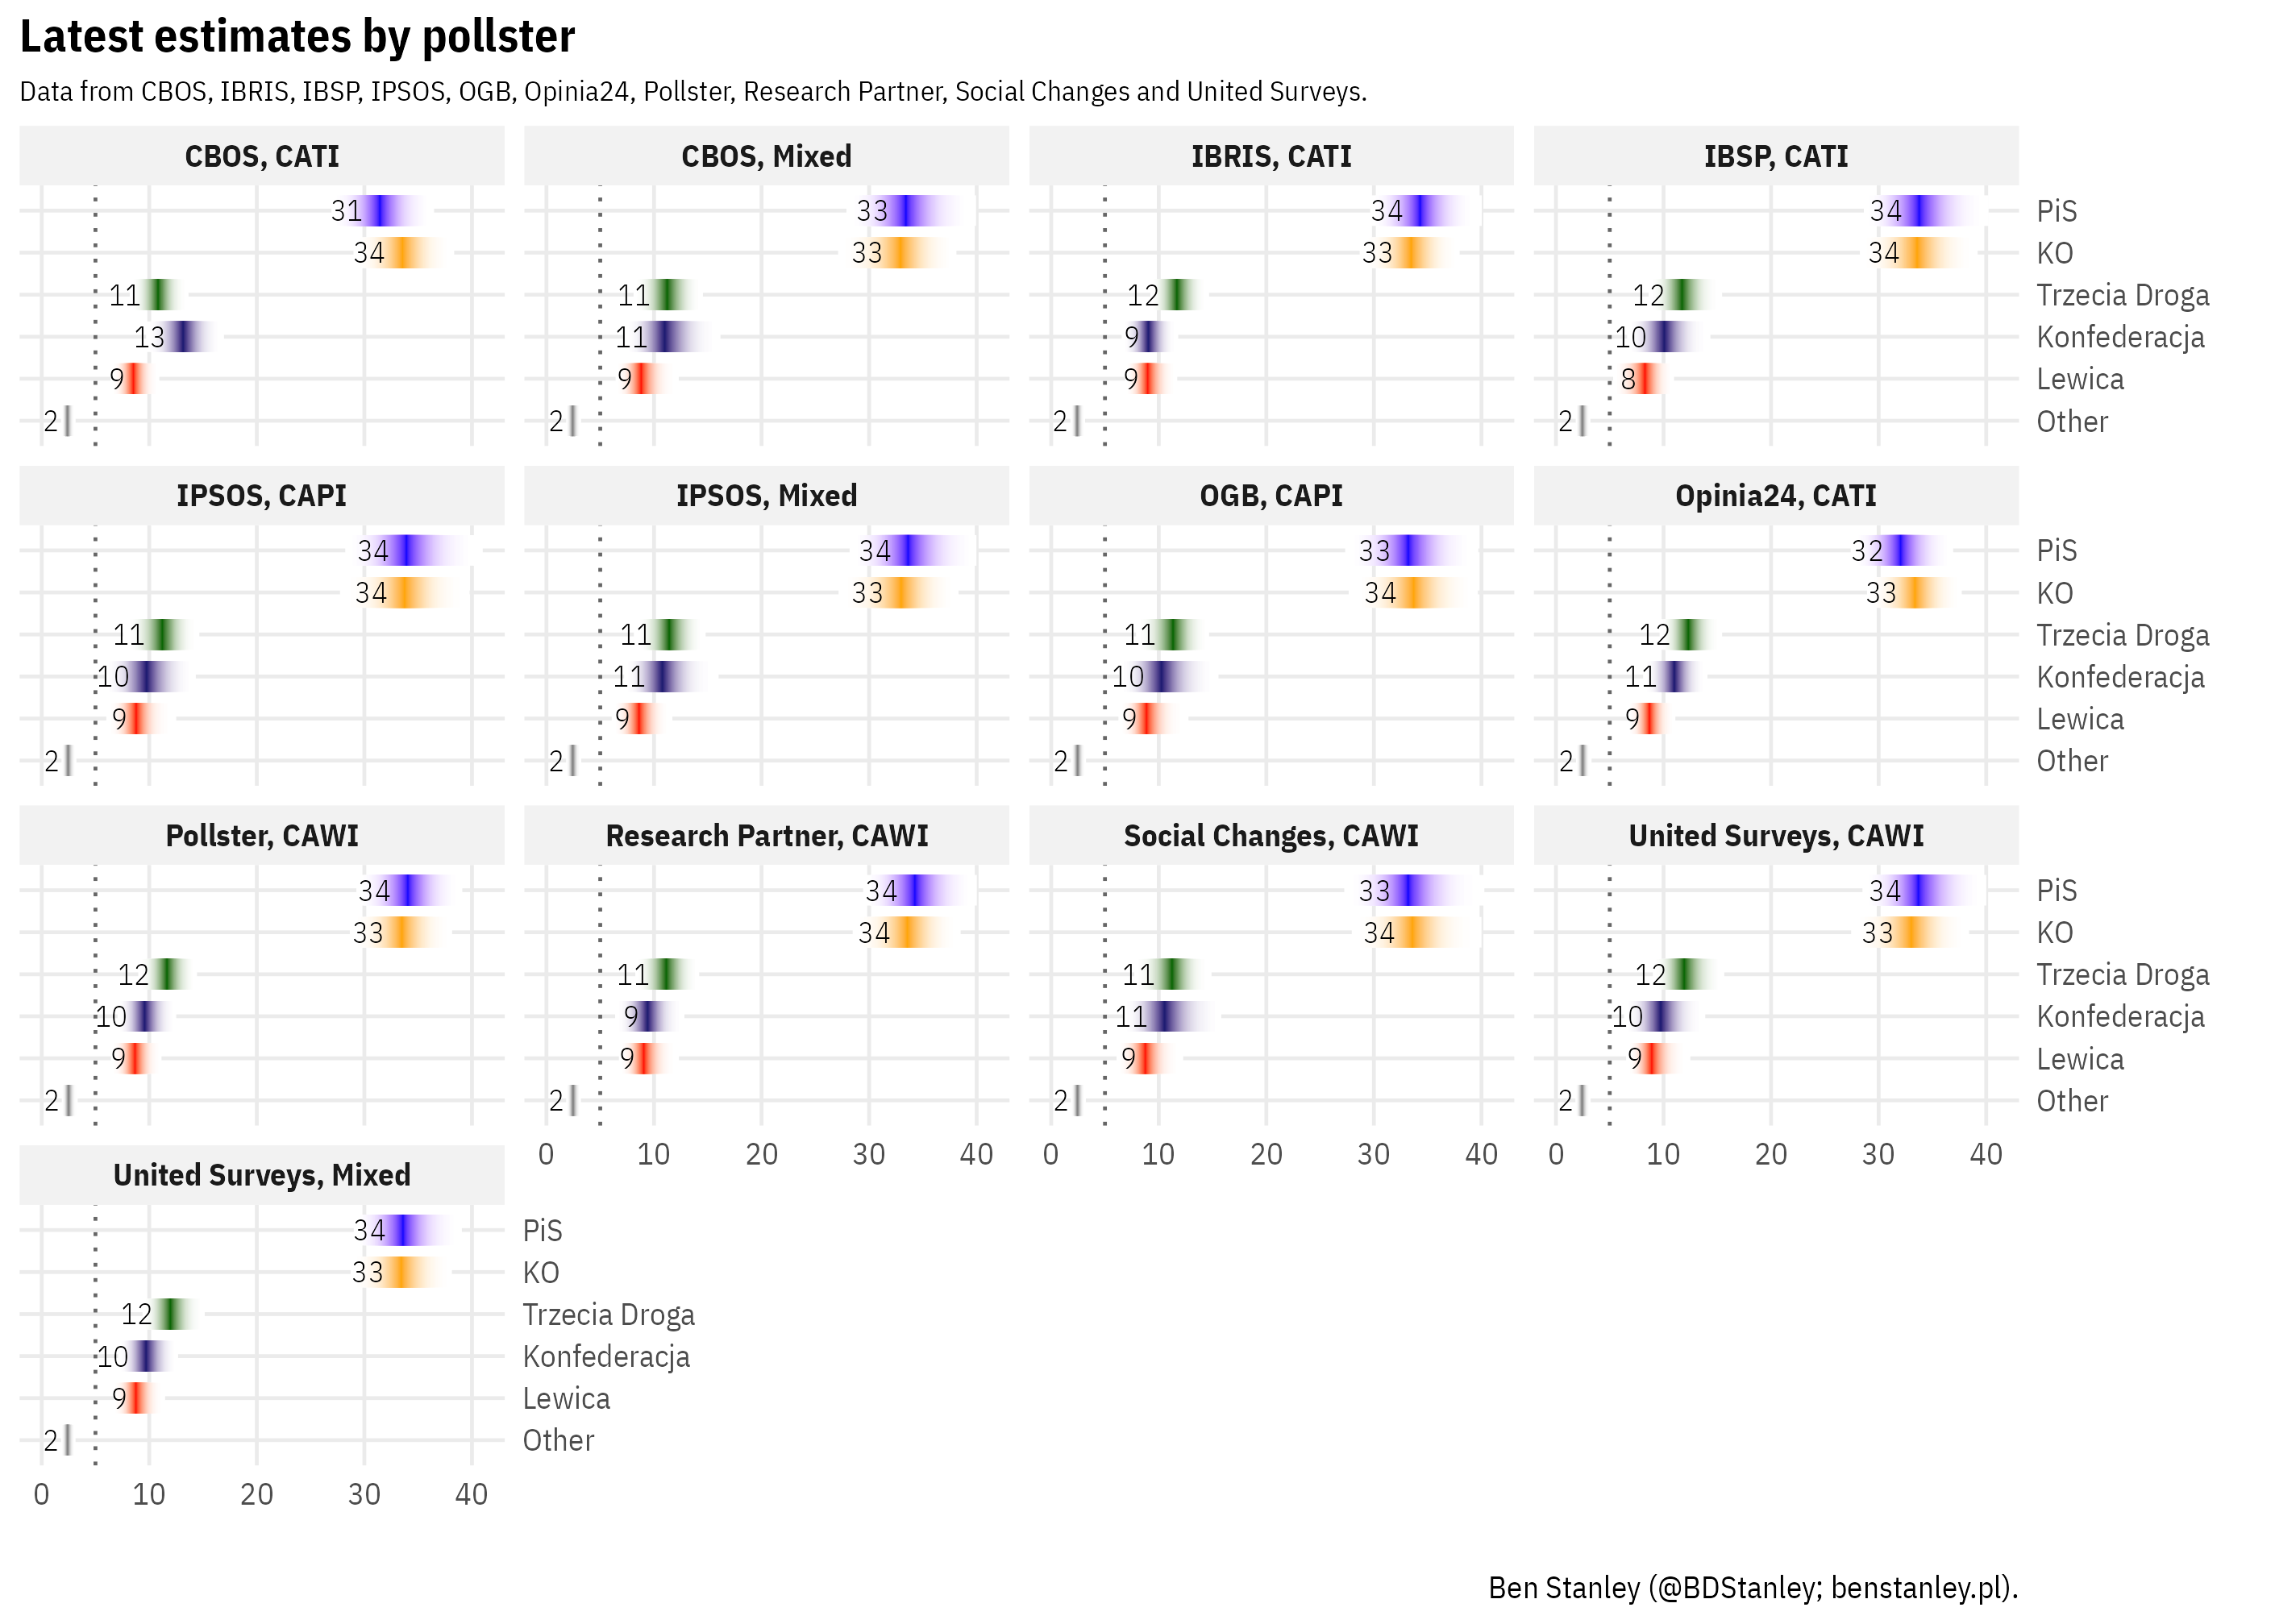 Latest estimates by pollster
Data from CBOS, IBRIS, IBSP, IPSOS, OGB, Opinia24, Pollster, Research Partner, Social Changes and United Surveys.
CBOS, CATI
CBOS, Mixed
IBRIS, CATI
IBSP, CATI
31 33 34 34 PiS
34 33 33 34 KO
11 11 12 12 Trzecia Droga
13 11 9 10 Konfederacja
9 9 9 8 Lewica
2 2 2 2 Other
IPSOS, CAPI
IPSOS, Mixed
OGB, CAPI
Opinia24, CATI
34 34 33 32 PiS
34 33 34 33 KO
11 11 11 12 Trzecia Droga
10 11 10 11 Konfederacja
9 9 9 9 Lewica
2 2 2 2 Other
Pollster, CAWI
Research Partner, CAWI
Social Changes, CAWI
United Surveys, CAWI
34 34 33 34 PiS
33 34 34 33 KO
12 11 11 12 Trzecia Droga
10 9 11 10 Konfederacja
9 9 9 9 Lewica
2 2 2 2 Other
0 10 20 30 40 0 10 20 30 40 0 10 20 30 40
United Surveys, Mixed
34 PiS
33 KO
12 Trzecia Droga
10 Konfederacja
9 Lewica
2 Other
0 10 20 30 40
Ben Stanley (@BDStanley; benstanley.pl).